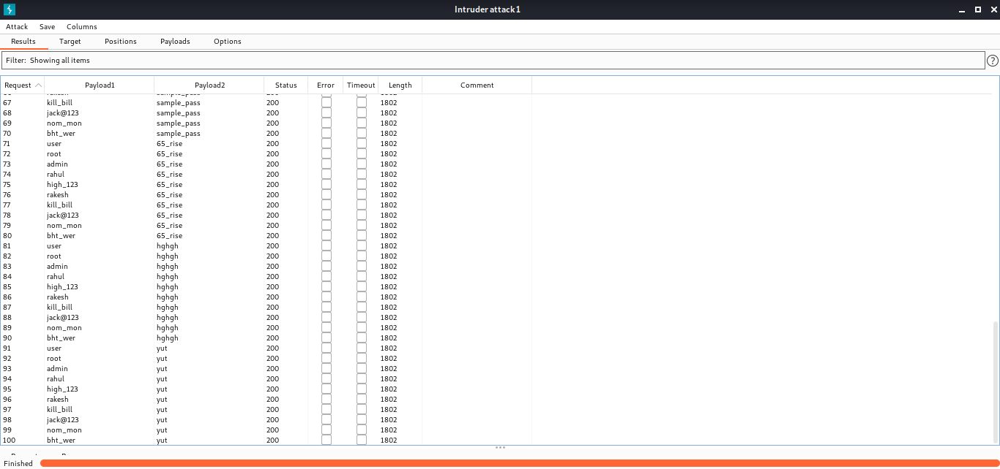 Intruder attack1
Attack Save Columns
Results Target Positions Payloads Options
Filter: Showing all items
?
Request Payload1 Payload2 Status Error Timeout Length Comment
67 kill_bill sample_pass 200 1802
68 jack@123 sample_pass 200 1802
69 nom_mon sample_pass 200 1802
70 bht_wer sample_pass 200 1802
71 user 65_rise 200 1802
72 root 65_rise 200 1802
73 admin 65_rise 200 1802
74 rahul 65_rise 200 1802
75 high_123 65_rise 200 1802
76 rakesh 65_rise 200 1802
77 kill_bill 65_rise 200 1802
78 jack@123 65_rise 200 1802
79 nom_mon 65_rise 200 1802
80 bht_wer 65_rise 200 1802
81 user hghgh 200 1802
82 root hghgh 200 1802
83 admin hghgh 200 1802
84 rahul hghgh 200 1802
85 high_123 hghgh 200 1802
86 rakesh hghgh 200 1802
87 kill_bill hghgh 200 1802
88 jack@123 hghgh 200 1802
89 nom_mon hghgh 200 1802
90 bht_wer hghgh 200 1802
91 user yut 200 1802
92 root yut 200 1802
93 admin yut 200 1802
94 rahul yut 200 1802
95 high_123 yut 200 1802
96 rakesh yut 200 1802
97 kill_bill yut 200 1802
98 jack@123 yut 200 1802
99 nom_mon yut 200 1802
100 bht_wer yut 200 1802
Finished